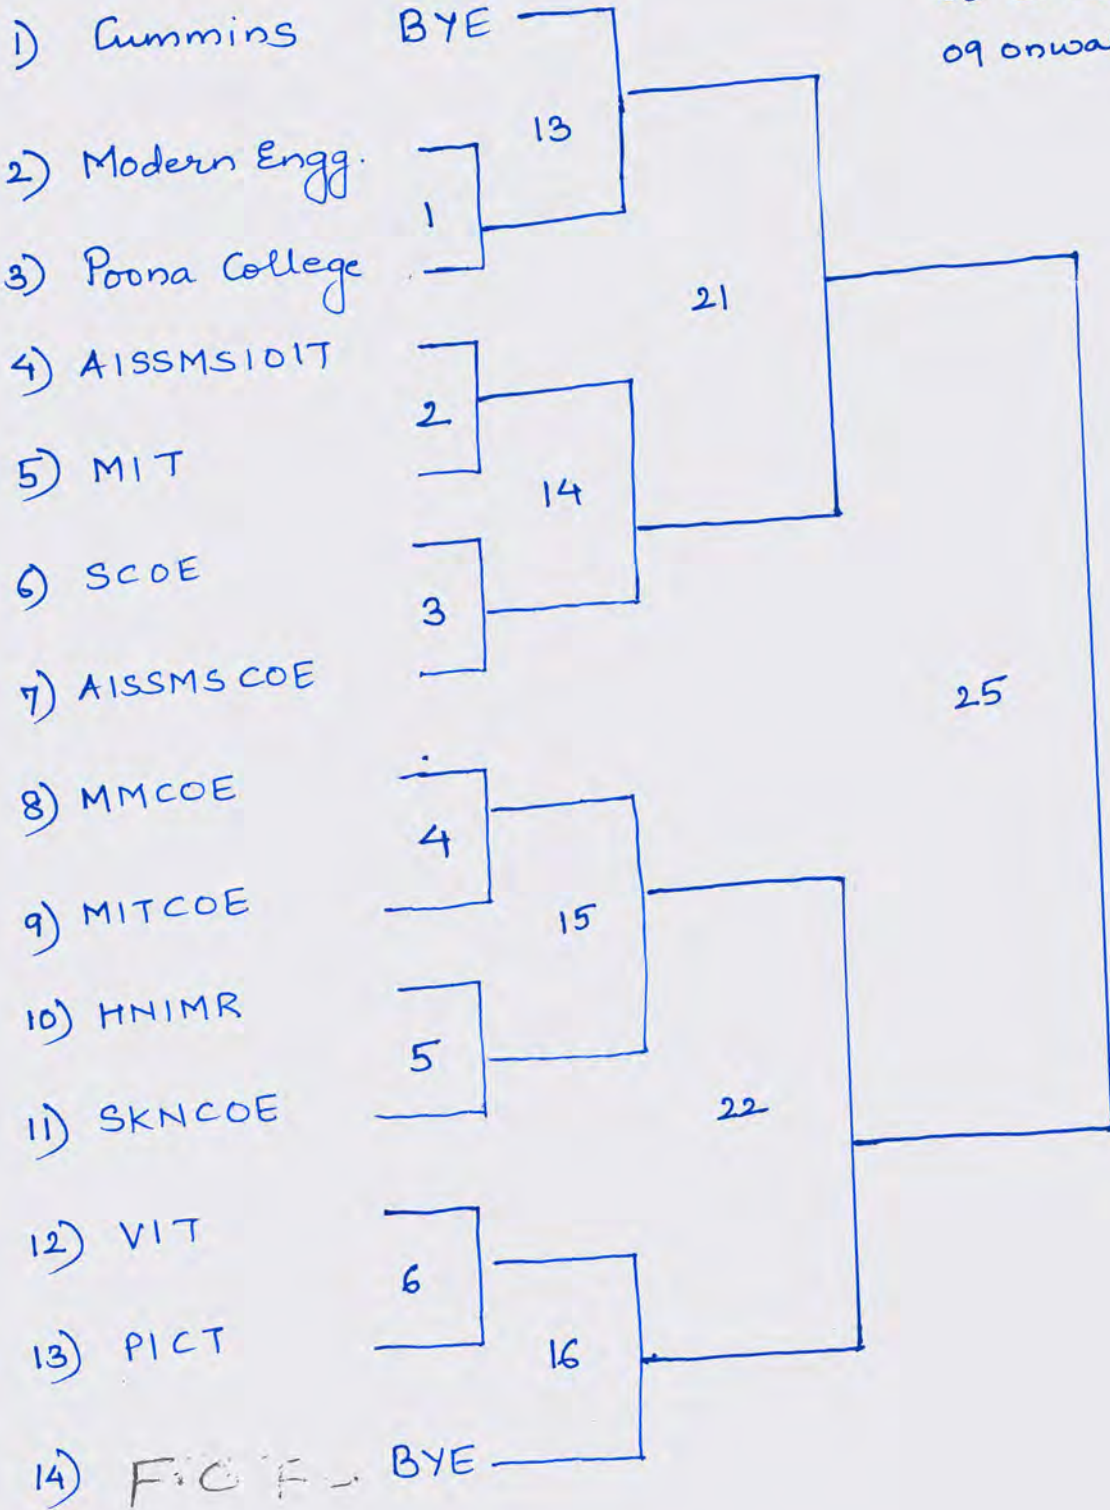 1) Cummins BYE
09 onwa
13
2) Modern Engg.
1
3) Poona College
21
4) AISSMSIOIT
2
5) MIT
14
6) SCOE
3
7) AISSMS COE
25
8) MMCOE
4
9) MITCOE
15
10) HNIMR
5
11) SKNCOE
22
12) VIT
6
13) PICT
16
14) BYE